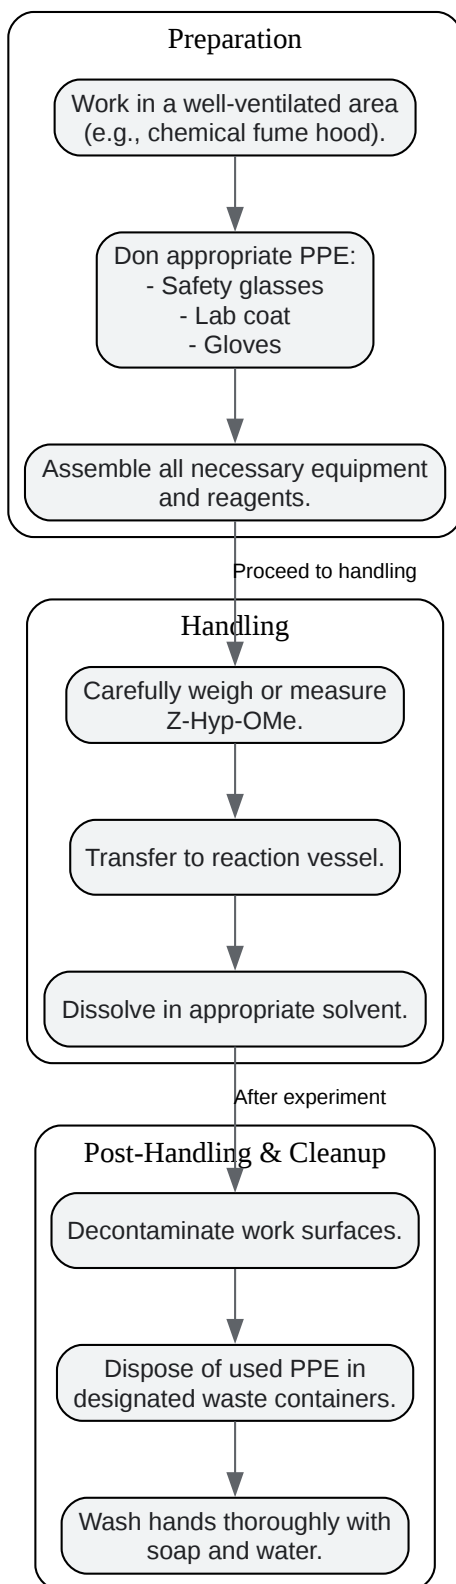 Preparation
Work in a well-ventilated area
(e.g., chemical fume hood).
Don appropriate PPE:
- Safety glasses
- Lab coat
- Gloves
Assemble all necessary equipment
and reagents.
Proceed to handling
Handling
Carefully weigh or measure
Z-Hyp-OMe.
Transfer to reaction vessel.
Dissolve in appropriate solvent.
After experiment
Post-Handling & Cleanup
Decontaminate work surfaces.
Dispose of used PPE in
designated waste containers.
Wash hands thoroughly with
soap and water.